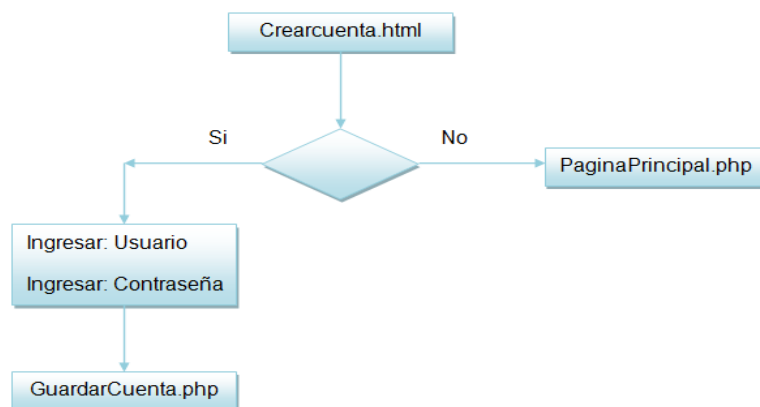 Crearcuenta.html
Si
No
PaginaPrincipal.php
Ingresar: Usuario
Ingresar: Contraseña
GuardarCuenta.php